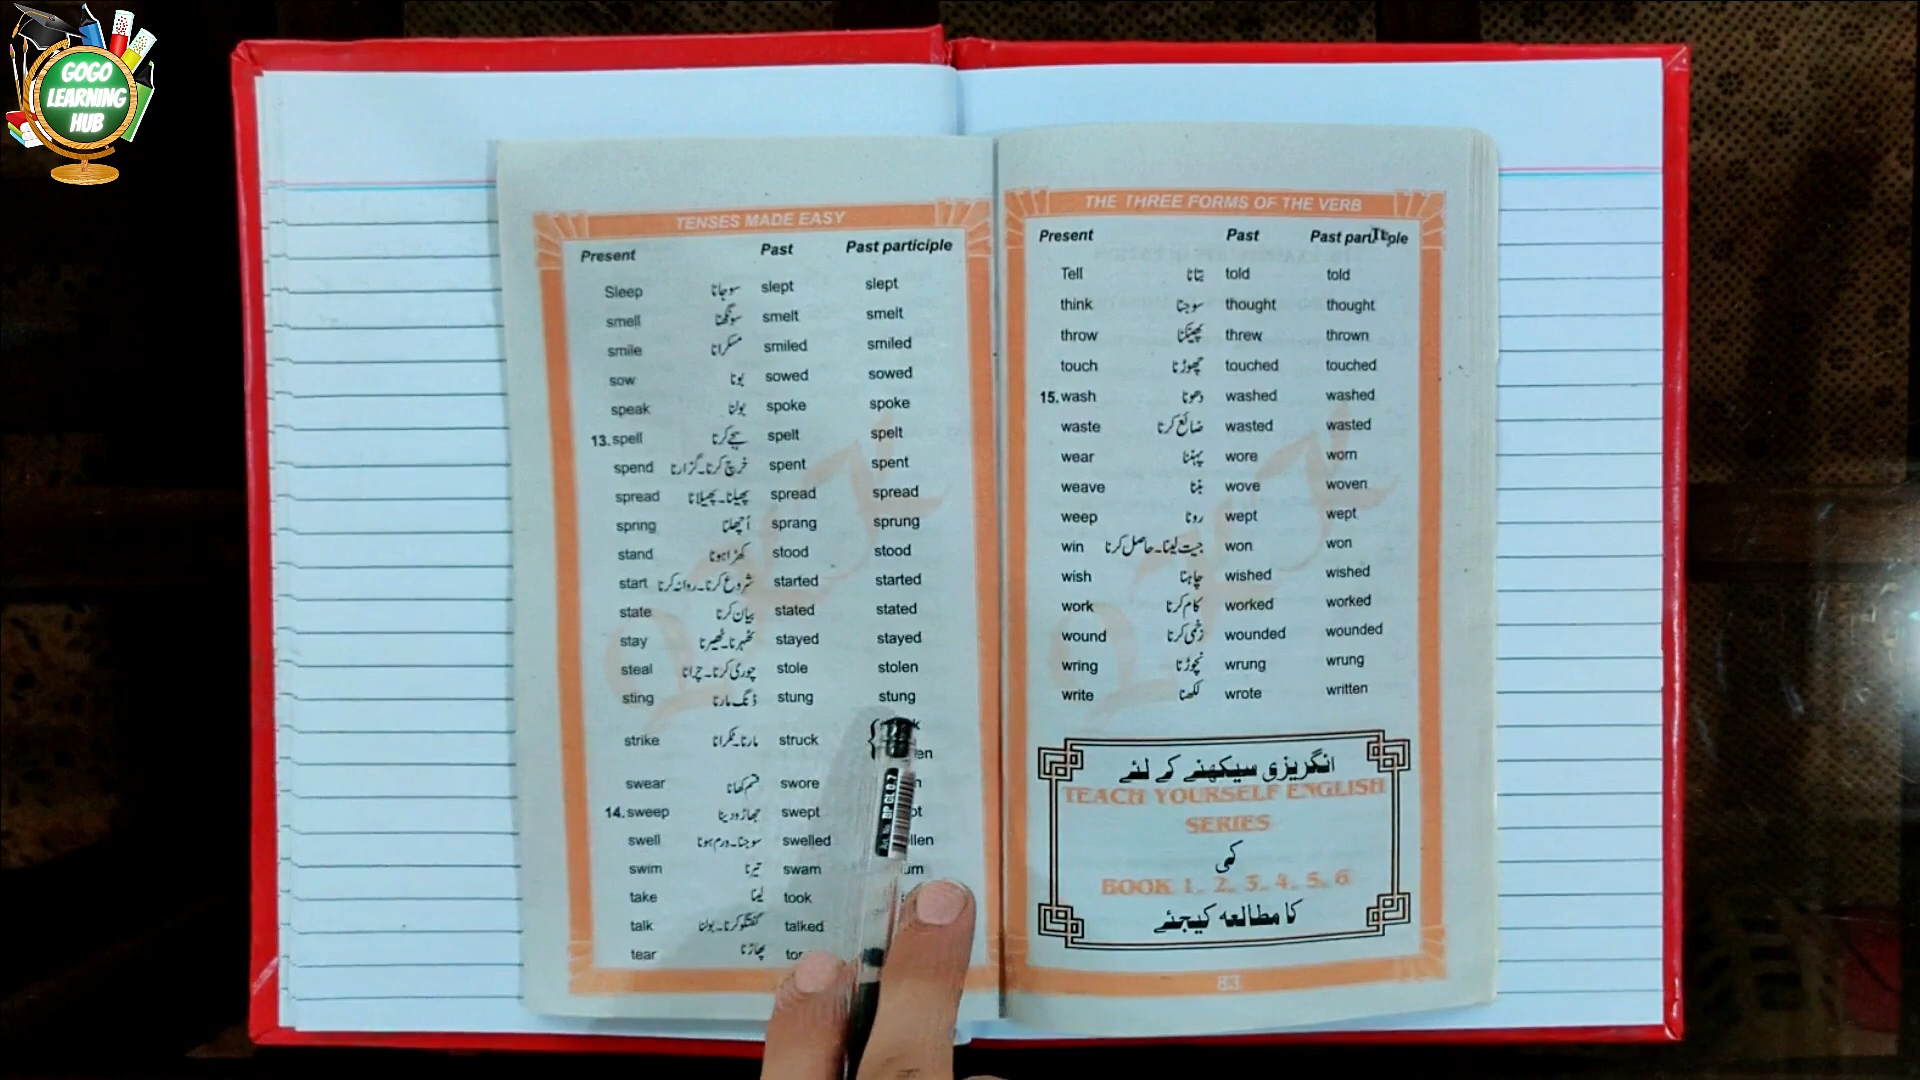 GOGO
LEARNING
HUB
TENSES MADE EASY
Present Past Past participle
Sleep سوجانا slept slept
smell سونگھنا smelt smelt
smile مسکرانا smiled smiled
sow بونا sowed sowed
speak بولنا spoke spoke
13. spell ہجے کرنا spelt spelt
spend خرچ کرنا۔گزارنا spent spent
spread پھیلنا۔پھیلانا spread spread
spring اُچھلنا sprang sprung
stand کھڑا ہونا stood stood
start شروع کرنا۔روانہ کرنا started started
state بیان کرنا stated stated
stay ٹھہرنا۔ٹھیرنا stayed stayed
steal چوری کرنا۔چرانا stole stolen
sting ڈنگ مارنا stung stung
strike مارنا۔ٹکرانا struck
swear قسم کھانا swore
14. sweep جھاڑو دینا swept
swell سوجنا۔ورم ہونا swelled
swim تیرنا swam
take لینا took
talk گفتگو کرنا۔بولنا talked
tear پھاڑنا
THE THREE FORMS OF THE VERB
Present Past Past
Tell بتانا told told
think سوچنا thought thought
throw پھینکنا threw thrown
touch چھوڑنا touched touched
15. wash دھونا washed washed
waste ضائع کرنا wasted wasted
wear پہننا wore worn
weave بننا wove woven
weep رونا wept wept
win جیت لینا۔حاصل کرنا won won
wish چاہنا wished wished
work کام کرنا worked worked
wound زخمی کرنا wounded wounded
wring نچوڑنا wrung wrung
write لکھنا wrote written
انگریزی سیکھنے کے لئے
TEACH YOURSELF ENGLISH
SERIES
کی
BOOK 1, 2, 3, 4, 5, 6
کا مطالعہ کیجئے
83
BP GL 0.7